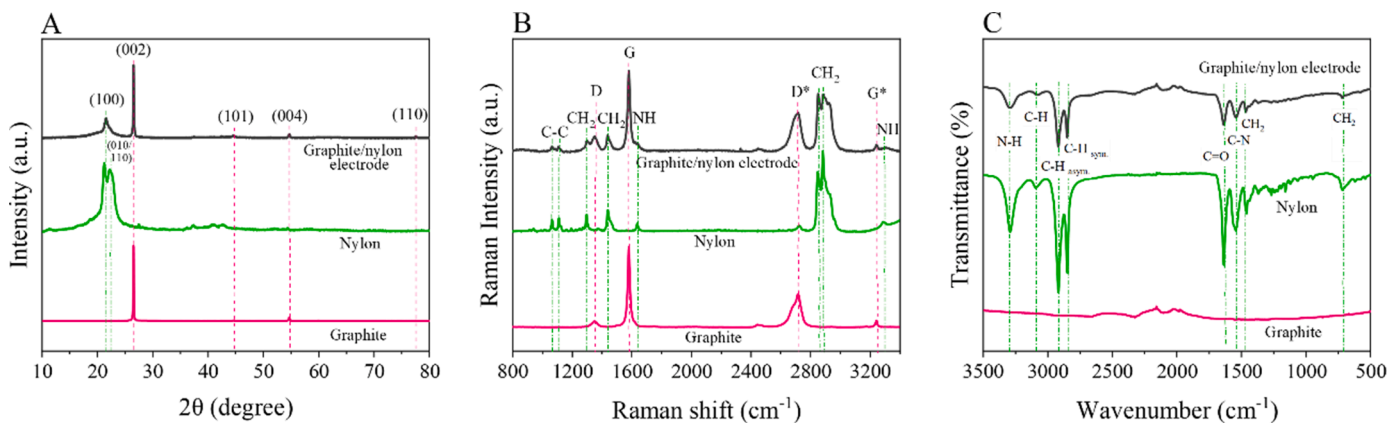 A
(002)
(100)
(101)
(004)
(110)
(010/
110)
Graphite/nylon
electrode
Nylon
Graphite
Intensity (a.u.)
10 20 30 40 50 60 70 80
2θ (degree)
B
G
D
D*
CH2
G*
C-C
CH2
CH2
NH
NH
Graphite/nylon electrode
Nylon
Graphite
Raman Intensity (a.u.)
800 1200 1600 2000 2400 2800 3200
Raman shift (cm-1)
C
Graphite/nylon electrode
C-H
N-H
C-H sym.
C-H asym.
C=O
C-N
CH2
CH2
Nylon
Graphite
Transmittance (%)
3500 3000 2500 2000 1500 1000 500
Wavenumber (cm-1)